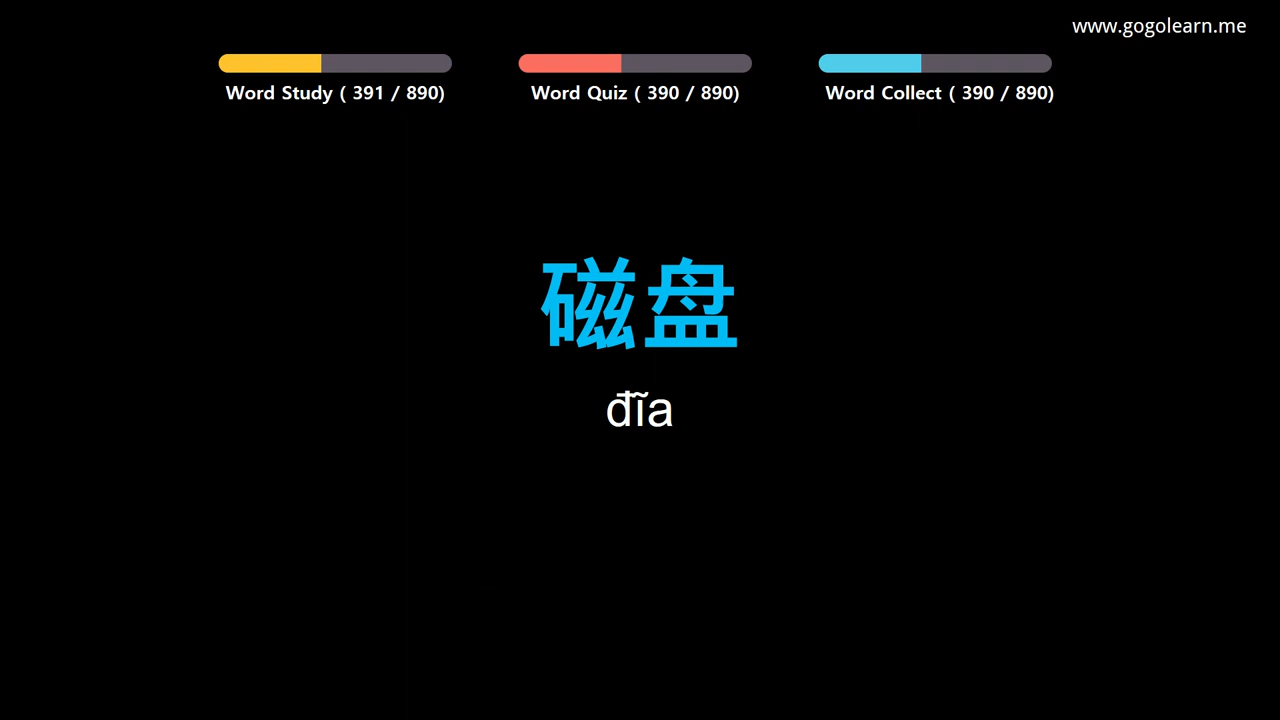 www.gogolearn.me
Word Study ( 391 / 890)
Word Quiz ( 390 / 890)
Word Collect ( 390 / 890)
磁盘
đĩa